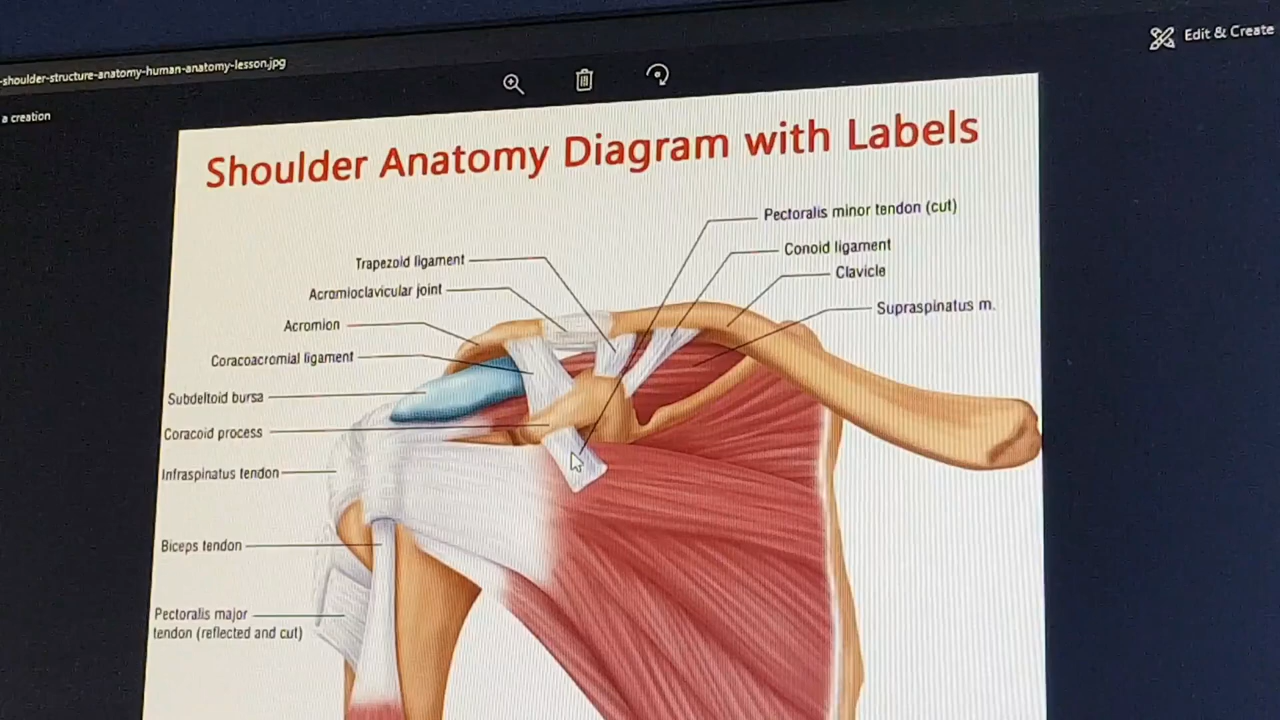 -shoulder-structure-anatomy-human-anatomy-lesson.jpg
Edit & Create
a creation
Shoulder Anatomy Diagram with Labels
Pectoralis minor tendon (cut)
Conoid ligament
Clavicle
Supraspinatus m.
Trapezoid ligament
Acromioclavicular joint
Acromion
Coracoacromial ligament
Subdeltoid bursa
Coracoid process
Infraspinatus tendon
Biceps tendon
Pectoralis major
tendon (reflected and cut)